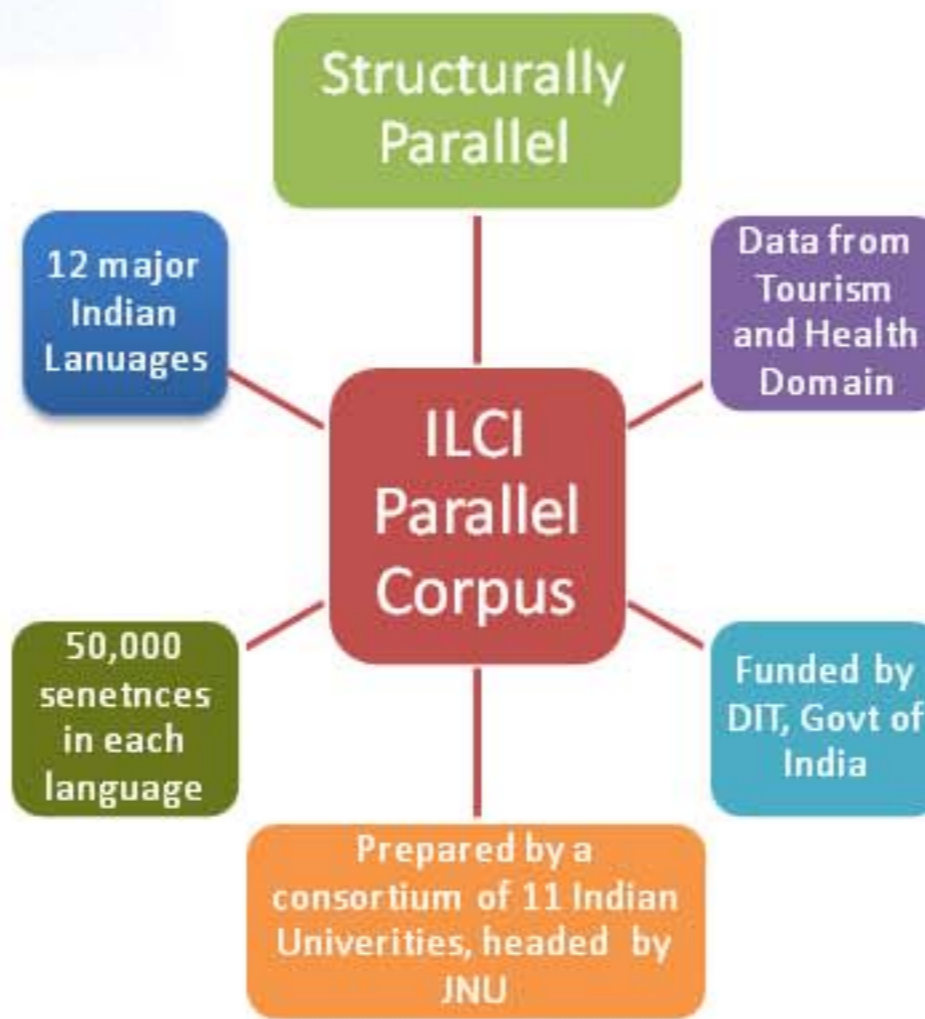 Structurally
Parallel
12 major
Indian
Lanuages
Data from
Tourism
and Health
Domain
ILCI
Parallel
Corpus
50,000
senetnces
in each
language
Funded by
DIT, Govt of
India
Prepared by a
consortium of 11 Indian
Univerities, headed by
JNU